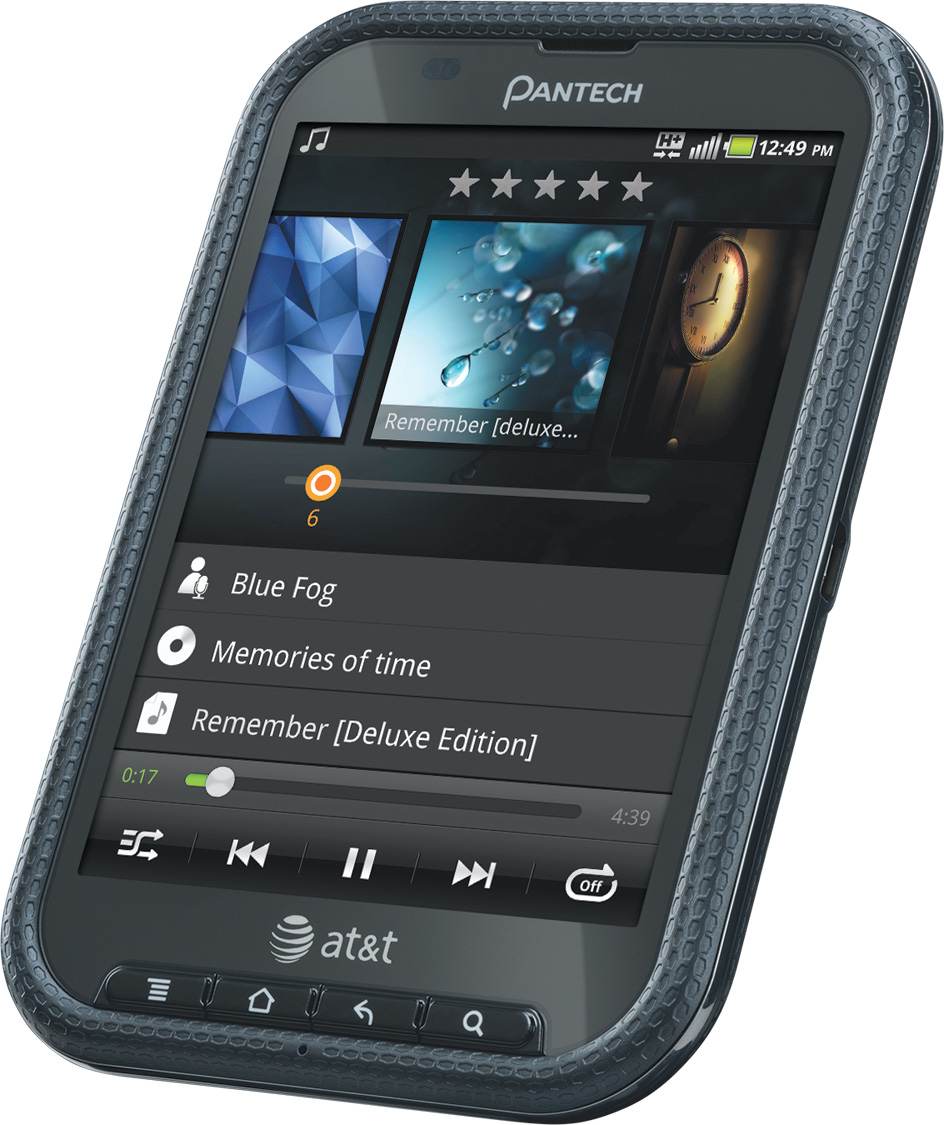 PANTECH
H+ 12:49 PM
Remember [deluxe...
6
Blue Fog
Memories of time
Remember [Deluxe Edition]
0:17 4:39
Off
at&t